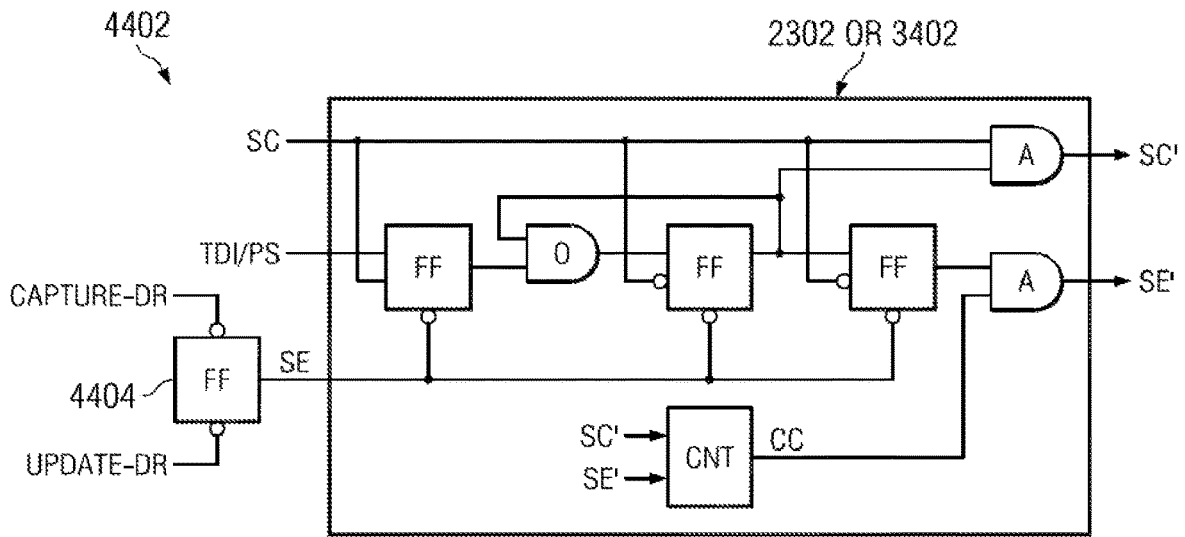 4402
2302 OR 3402
SC
A
SC'
TDI/PS
FF
O
FF
FF
A
SE'
CAPTURE-DR
FF
SE
4404
UPDATE-DR
SC'
SE'
CNT
CC